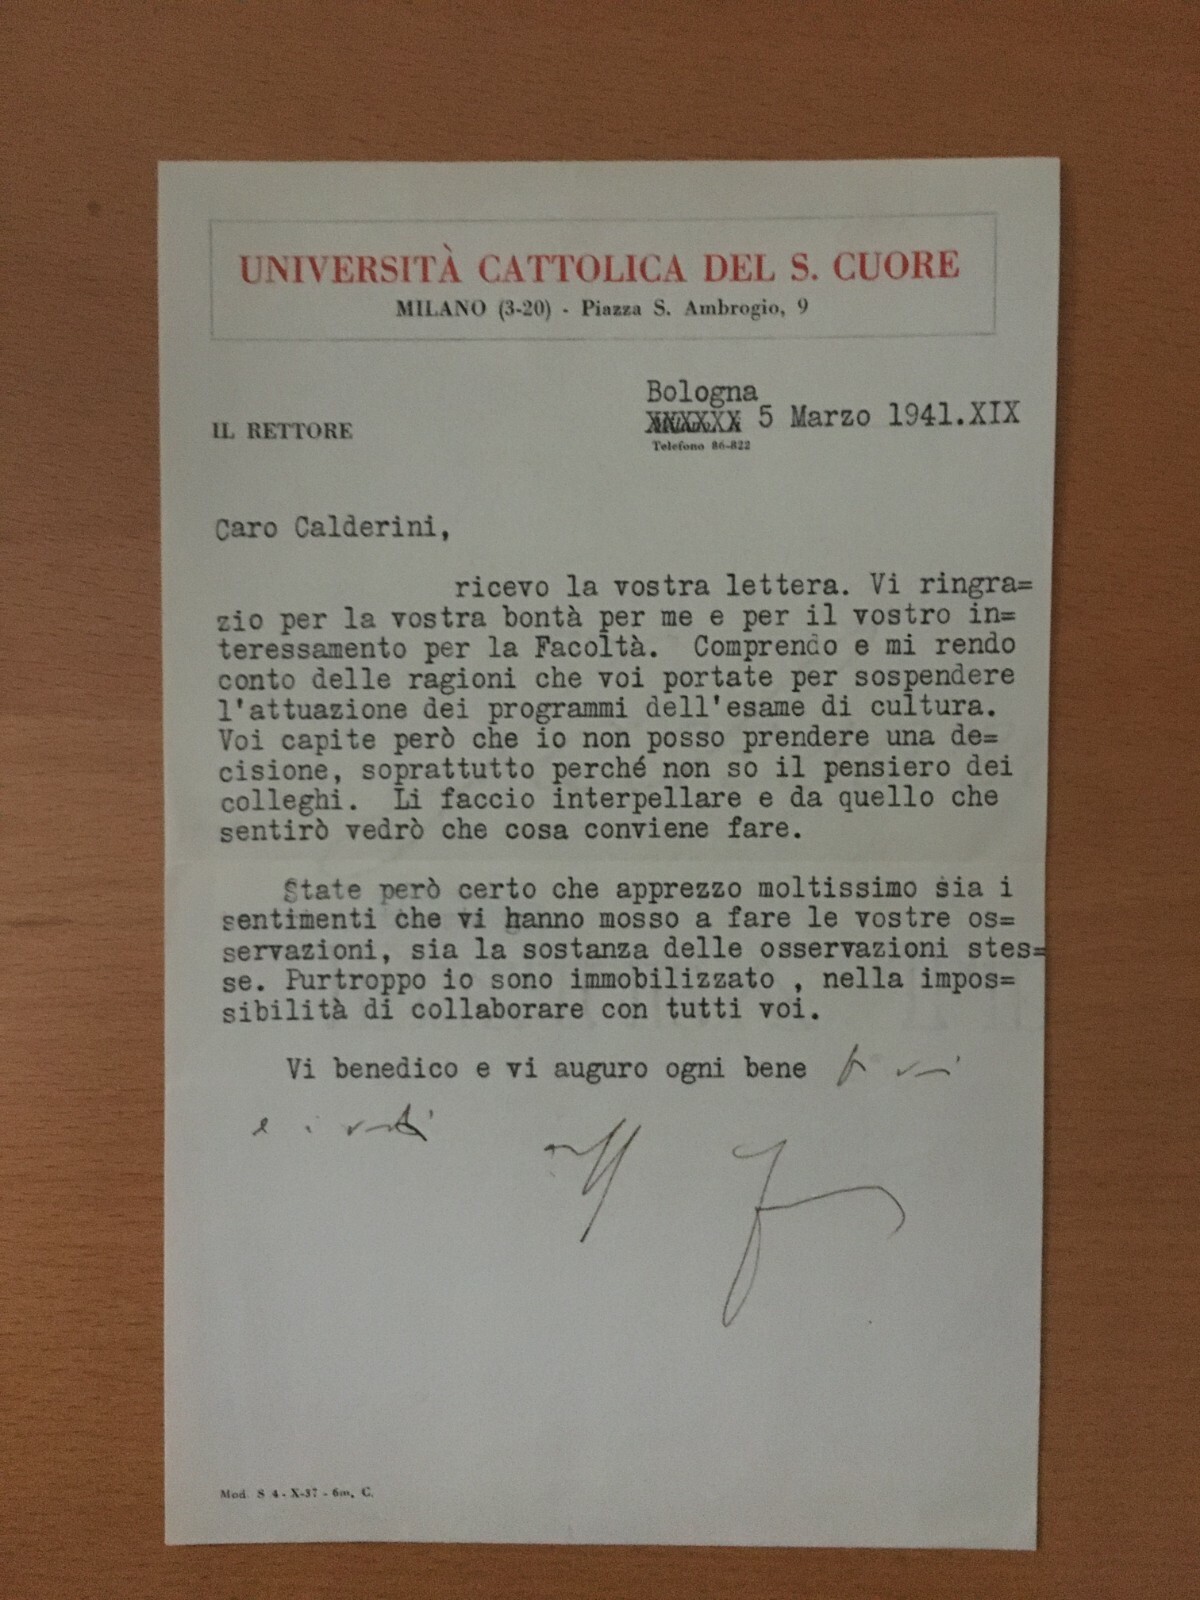 UNIVERSITÀ CATTOLICA DEL S. CUORE
MILANO (3-20) - Piazza S. Ambrogio, 9
Bologna
IL RETTORE
XXXXXX 5 Marzo 1941.XIX
Telefono 86-822
Caro Calderini,
ricevo la vostra lettera. Vi ringra=
zio per la vostra bontà per me e per il vostro in=
teressamento per la Facoltà. Comprendo e mi rendo
conto delle ragioni che voi portate per sospendere
l'attuazione dei programmi dell'esame di cultura.
Voi capite però che io non posso prendere una de=
cisione, soprattutto perché non so il pensiero dei
colleghi. Li faccio interpellare e da quello che
sentirò vedrò che cosa conviene fare.
State però certo che apprezzo moltissimo sia i
sentimenti che vi hanno mosso a fare le vostre os=
servazioni, sia la sostanza delle osservazioni stes=
se. Purtroppo io sono immobilizzato , nella impos=
sibilità di collaborare con tutti voi.
Vi benedico e vi auguro ogni bene
Mod. S 4 - X-37 - 6m, C.